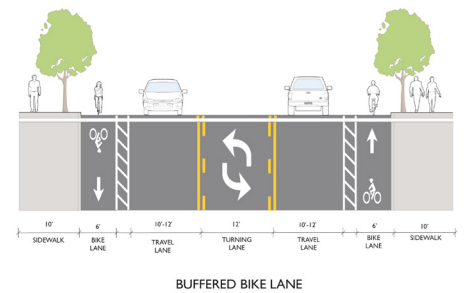 10' 6' 10'-12' 12' 10'-12' 6' 10'
SIDEWALK BIKE LANE TRAVEL LANE TURNING LANE TRAVEL LANE BIKE LANE SIDEWALK
BUFFERED BIKE LANE